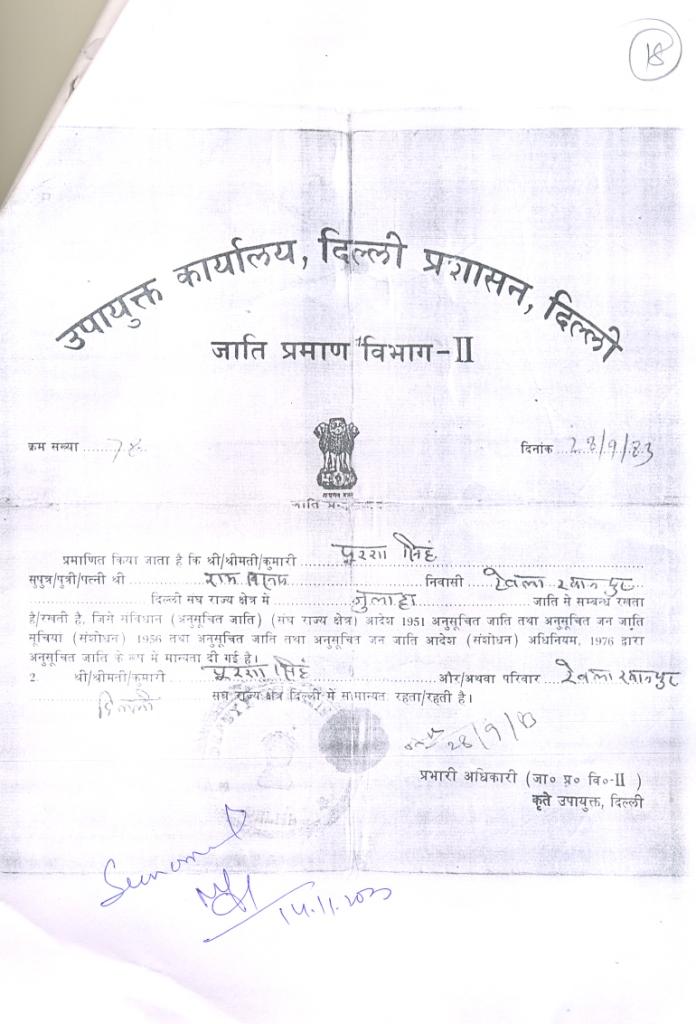 18
उपायुक्त कार्यालय, दिल्ली प्रशासन, दिल्ली
जाति प्रमाण विभाग-II
क्रम संख्या ......78..
दिनांक ..28/9/83
जाति प्र
प्रमाणित किया जाता है कि श्री/श्रीमती/कुमारी ..... सिहं
सुपुत्र/पुत्री/पत्नी श्री ...... राम ...... निवासी ......
...... दिल्ली संघ राज्य क्षेत्र में ...... जुलाहा ...... जाति में सम्बन्ध रखता
है/रखती है, जिसे संविधान (अनुसूचित जाति) (संघ राज्य क्षेत्र) आदेश 1951 अनुसूचित जाति तथा अनुसूचित जन जाति
सूचिया (संशोधन) 1956 तथा अनुसूचित जाति तथा अनुसूचित जन जाति आदेश (संशोधन) अधिनियम, 1976 द्वारा
अनुसूचित जाति के रूप में मान्यता दी गई है।
2. श्री/श्रीमती/कुमारी ...... सिहं ...... और/अथवा परिवार ......
दिल्ली संघ राज्य क्षेत्र दिल्ली में सामान्यतः रहता/रहती है।
28/9/83
प्रभारी अधिकारी (जा० प्र० वि०-II )
कृते उपायुक्त, दिल्ली
14.11.20